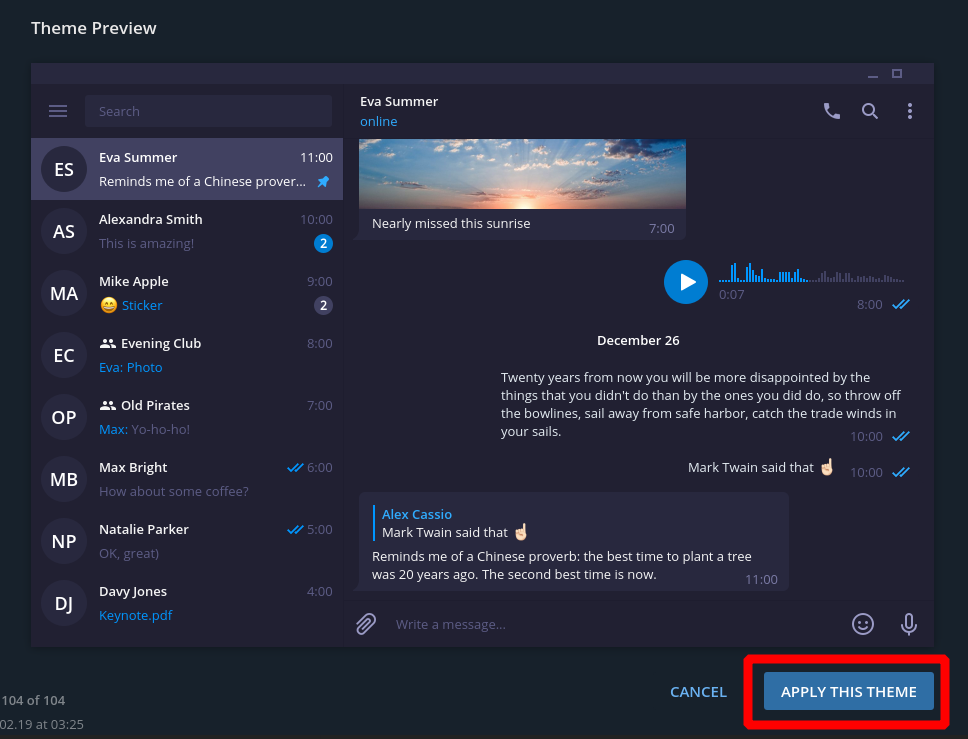 Theme Preview
Search
ES
Eva Summer 11:00
Reminds me of a Chinese prover...
AS
Alexandra Smith 10:00
This is amazing! 2
MA
Mike Apple 9:00
😄 Sticker 2
EC
Evening Club 8:00
Eva: Photo
OP
Old Pirates 7:00
Max: Yo-ho-ho!
MB
Max Bright 6:00
How about some coffee?
NP
Natalie Parker 5:00
OK, great)
DJ
Davy Jones 4:00
Keynote.pdf
Eva Summer
online
Nearly missed this sunrise 7:00
0:07
8:00
December 26
Twenty years from now you will be more disappointed by the
things that you didn't do than by the ones you did do, so throw off
the bowlines, sail away from safe harbor, catch the trade winds in
your sails. 10:00
Mark Twain said that ☝🏻 10:00
Alex Cassio
Mark Twain said that ☝🏻
Reminds me of a Chinese proverb: the best time to plant a tree
was 20 years ago. The second best time is now. 11:00
Write a message...
CANCEL APPLY THIS THEME
104 of 104
02.19 at 03:25